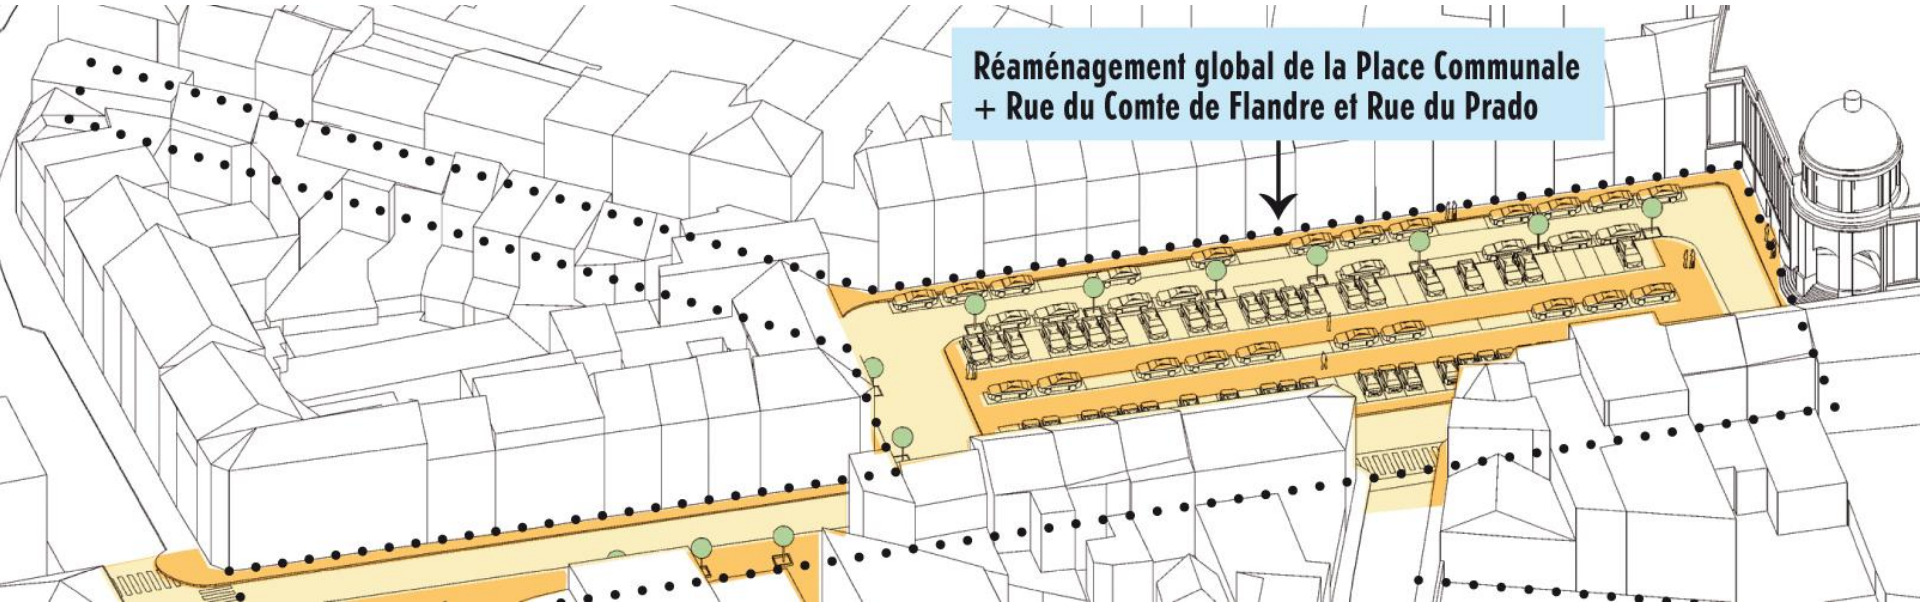 Réaménagement global de la Place Communale
+ Rue du Comte de Flandre et Rue du Prado